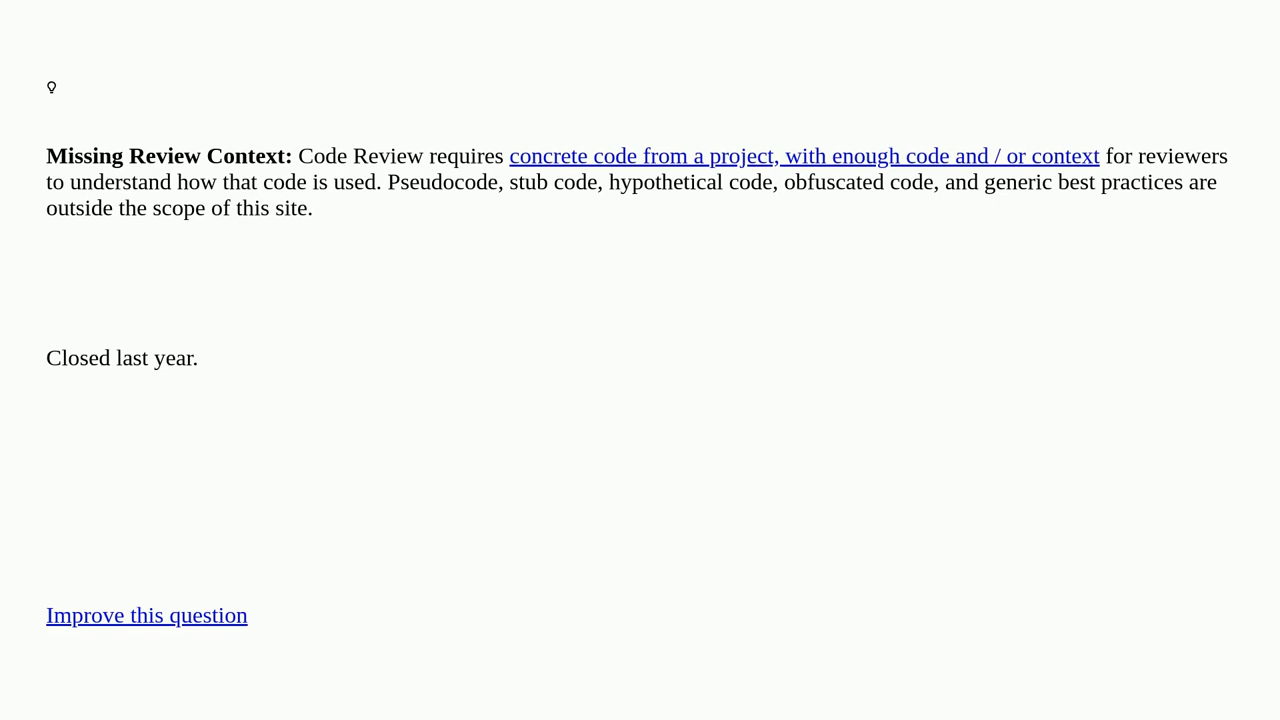 Missing Review Context: Code Review requires concrete code from a project, with enough code and / or context for reviewers
to understand how that code is used. Pseudocode, stub code, hypothetical code, obfuscated code, and generic best practices are
outside the scope of this site.
Closed last year.
Improve this question